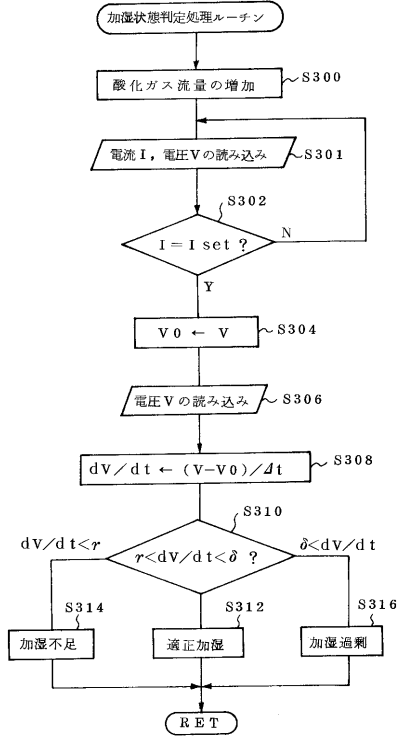 加湿状態判定処理ルーチン
酸化ガス流量の増加
S300
電流I，電圧Vの読み込み
S301
S302
I＝I set ?
N
Y
V0 ← V
S304
電圧Vの読み込み
S306
dV/dt ← (V−V0)/Δt
S308
S310
dV/dt<r
r<dV/dt<δ ?
δ<dV/dt
S314
S312
S316
加湿不足
適正加湿
加湿過剰
RET